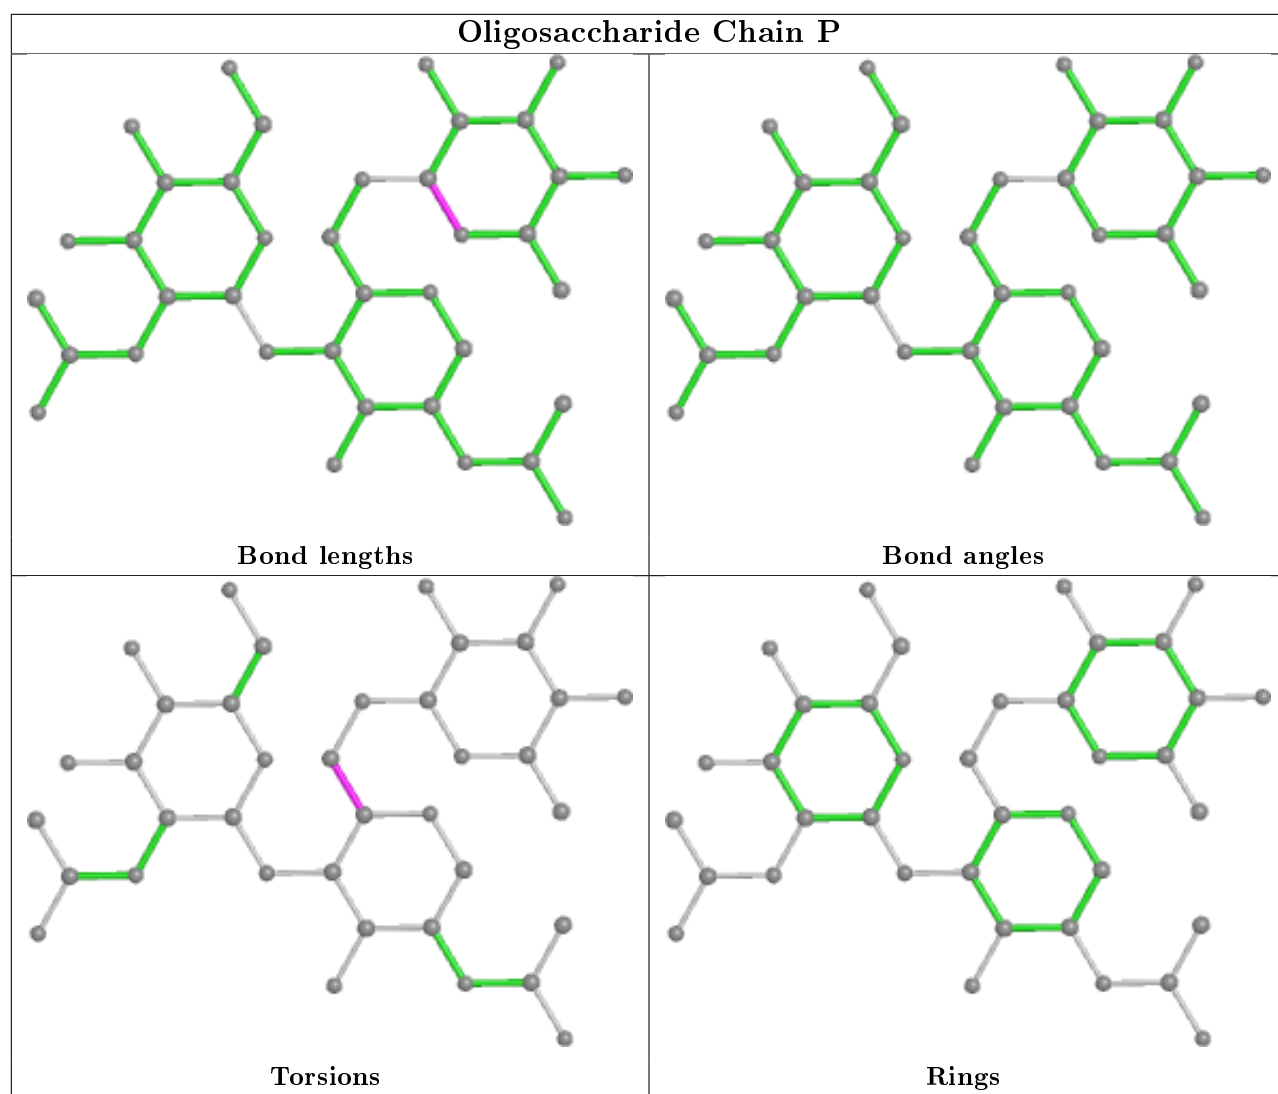 Oligosaccharide Chain P
Bond lengths
Bond angles
Torsions
Rings